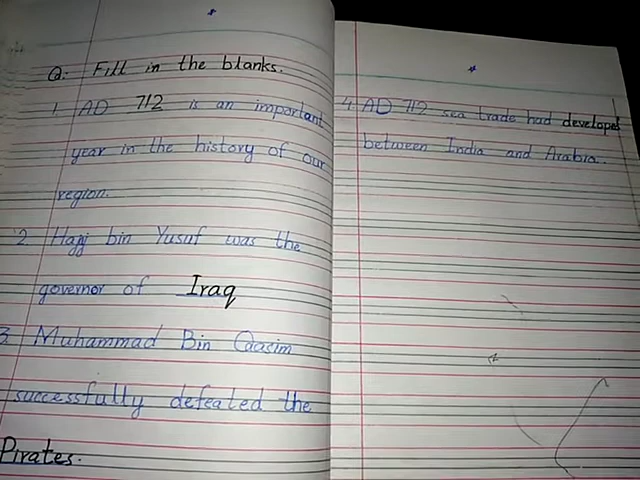 Q: Fill in the blanks.
1. AD 712 is an important
year in the history of our
region.
2. Hajj bin Yusuf was the
governor of Iraq
3. Muhammad Bin Qasim
successfully defeated the
Pirates.
4. AD 712 sea trade had developed
between India and Arabia..